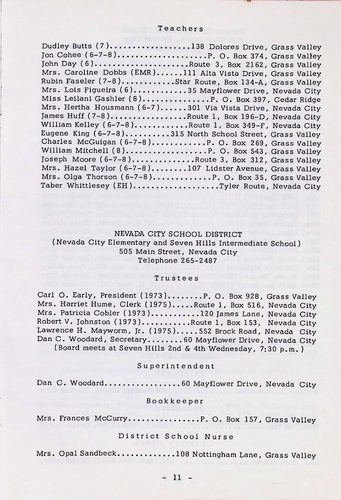 Teachers
Dudley Butts (7)..................138 Dolores Drive, Grass Valley
Jon Cohee (6-7-8)....................P. O. Box 374, Grass Valley
John Day (6)....................Route 3, Box 2162, Grass Valley
Mrs. Caroline Dobbs (EMR)......111 Alta Vista Drive, Grass Valley
Rubin Faseler (7-8)..............Star Route, Box 134-A, Grass Valley
Mrs. Lois Figueira (6)...........35 Mayflower Drive, Nevada City
Miss Leilani Gashler (8)............P. O. Box 397, Cedar Ridge
Mrs. Hertha Housmann (6-7)......301 Vja Vista Drive, Nevada City
James Huff (7-8)................Route 1, Box 196-D, Nevada City
William Kelley (6-7-8)...........Route 1, Box 349-F, Nevada City
Eugene King (6-7-8)..........315 North School Street, Grass Valley
Charles McGuigan (6-7-8)............P. O. Box 269, Grass Valley
William Mitchell (8)................P. O. Box 543, Grass Valley
Joseph Moore (6-7-8)..............Route 3, Box 312, Grass Valley
Mrs. Hazel Taylor (6-7-8)........107 Lidster Avenue, Grass Valley
Mrs. Olga Thorson (6-7-8)............P. O. Box 35, Grass Valley
Taber Whittlesey (EH)..................Tyler Route, Nevada City
NEVADA CITY SCHOOL DISTRICT
(Nevada City Elementary and Seven Hills Intermediate School)
505 Main Street, Nevada City
Telephone 265-2487
Trustees
Carl O. Early, President (1973)........P. O. Box 928, Grass Valley
Mrs. Harriet Hume, Clerk (1975).....Route 1, Box 516, Nevada City
Mrs. Patricia Cobler (1973)............120 James Lane, Nevada City
Robert V. Johnston (1973)...........Route 1, Box 153, Nevada City
Lawrence H. Mayworm, Jr. (1975).....552 Brock Road, Nevada City
Dan C. Woodard, Secretary........60 Mayflower Drive, Nevada City
(Board meets at Seven Hills 2nd & 4th Wednesday, 7:30 p.m.)
Superintendent
Dan C. Woodard..................60 Mayflower Drive, Nevada City
Bookkeeper
Mrs. Frances McCurry................P. O. Box 157, Grass Valley
District School Nurse
Mrs. Opal Sandbeck.............108 Nottingham Lane, Grass Valley
- 11 -